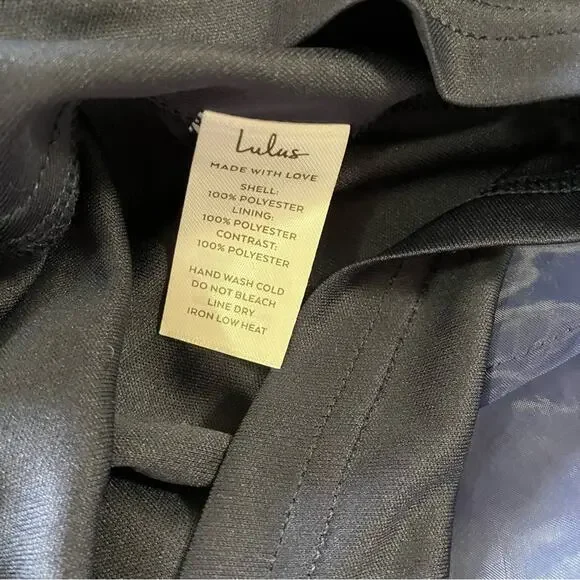 Lulus
MADE WITH LOVE
SHELL:
100% POLYESTER
LINING:
100% POLYESTER
CONTRAST:
100% POLYESTER
HAND WASH COLD
DO NOT BLEACH
LINE DRY
IRON LOW HEAT